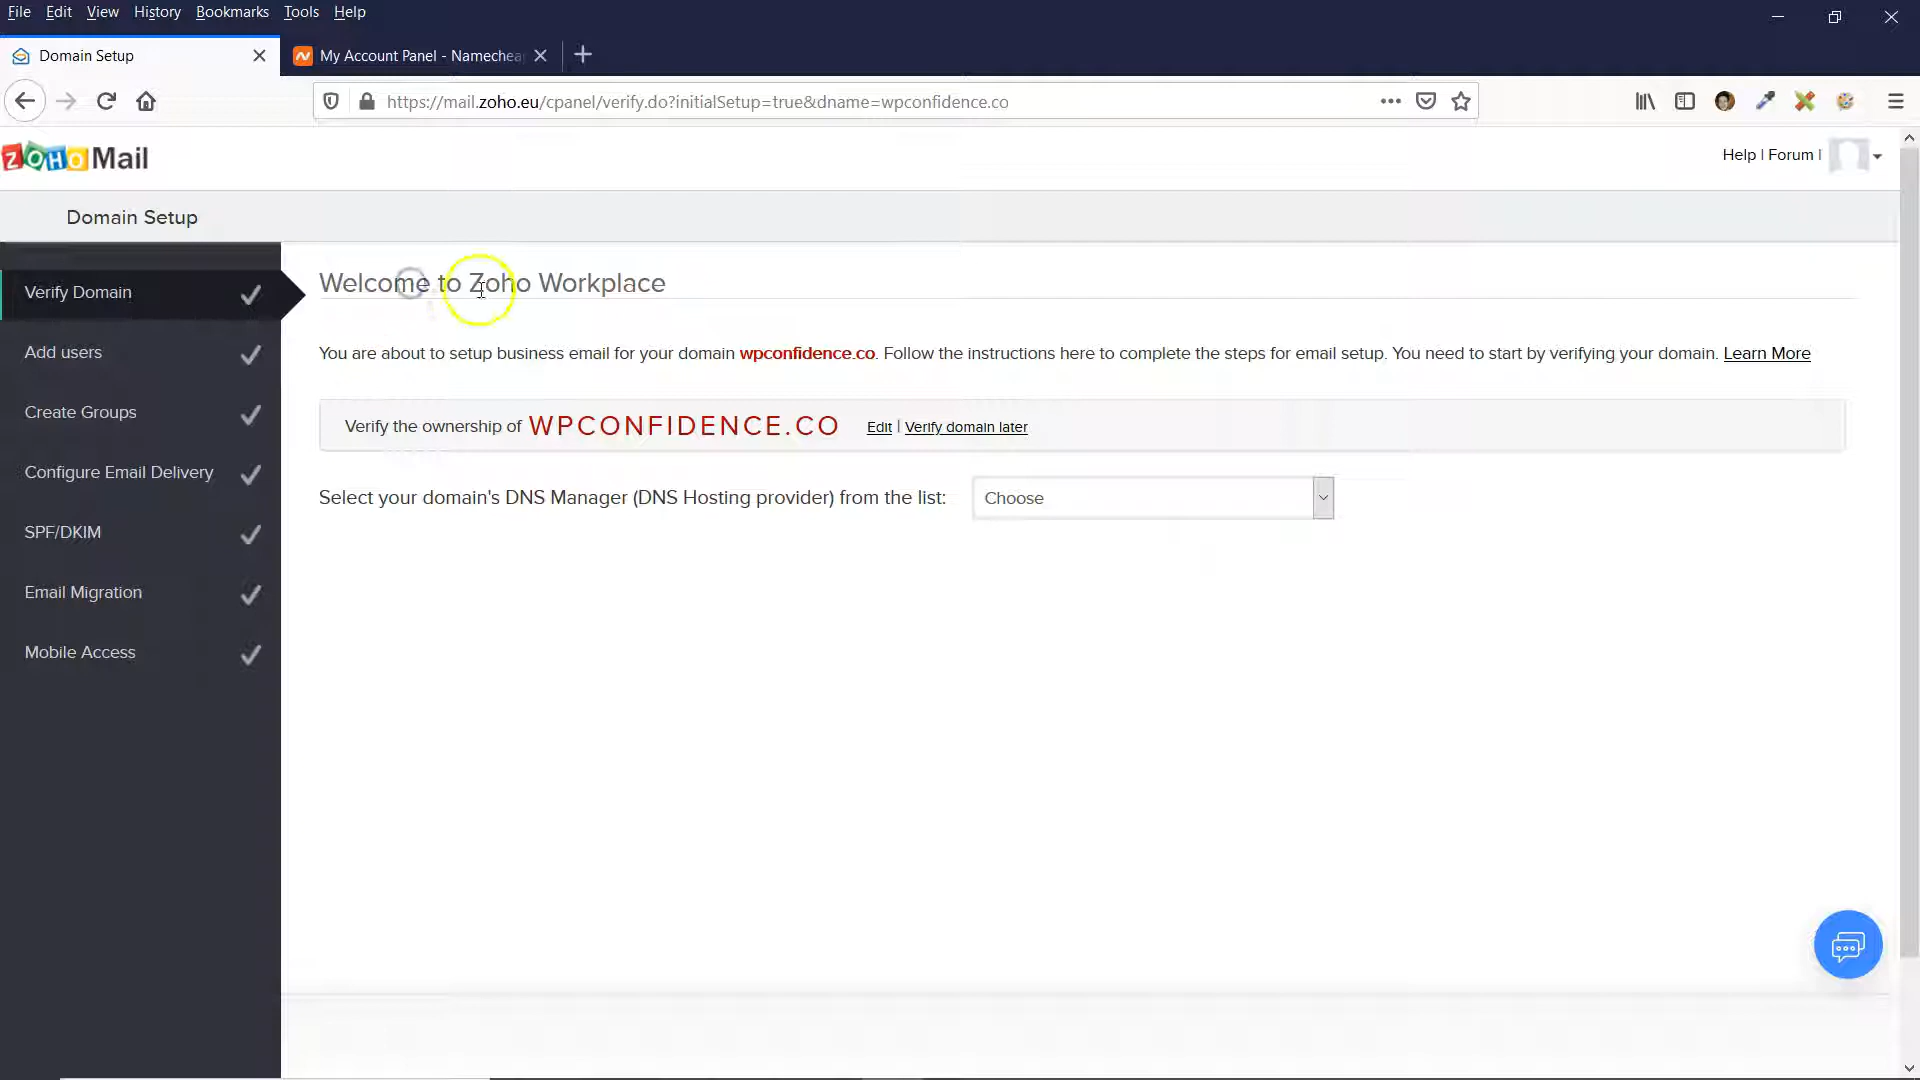 File Edit View History Bookmarks Tools Help
Domain Setup
My Account Panel - Namechea
https://mail.zoho.eu/cpanel/verify.do?initialSetup=true&dname=wpconfidence.co
ZOHO Mail
Help | Forum |
Domain Setup
Verify Domain
Add users
Create Groups
Configure Email Delivery
SPF/DKIM
Email Migration
Mobile Access
Welcome to Zoho Workplace
You are about to setup business email for your domain wpconfidence.co. Follow the instructions here to complete the steps for email setup. You need to start by verifying your domain. Learn More
Verify the ownership of WPCONFIDENCE.CO Edit | Verify domain later
Select your domain's DNS Manager (DNS Hosting provider) from the list: Choose